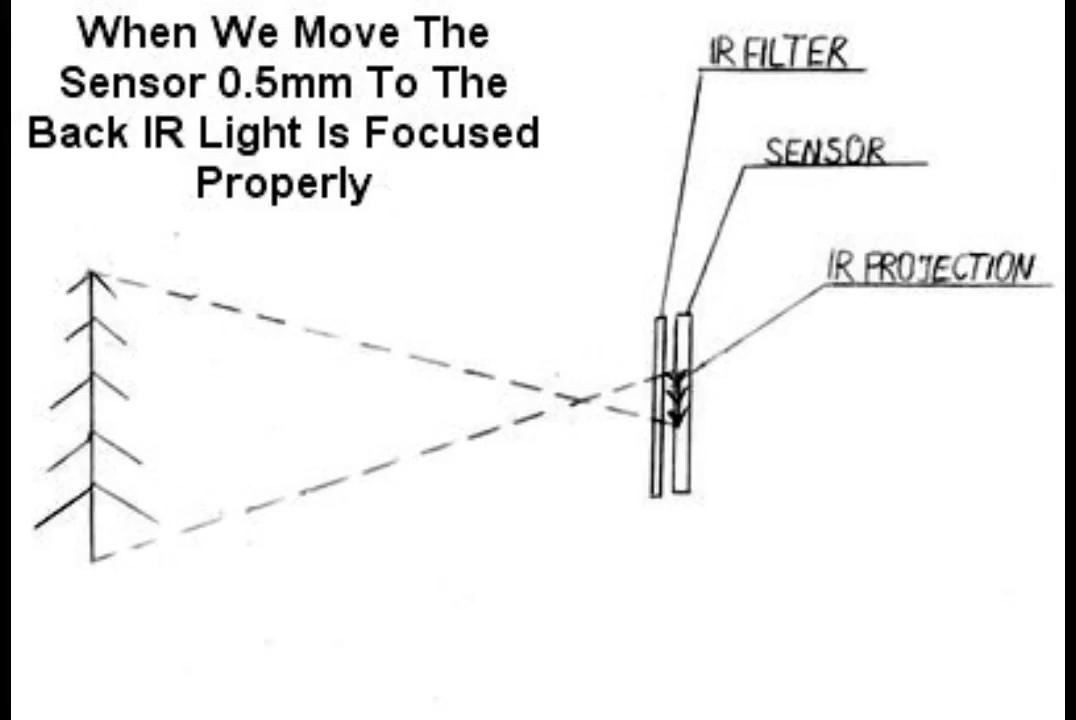 When We Move The
Sensor 0.5mm To The
Back IR Light Is Focused
Properly
IR FILTER
SENSOR
IR PROJECTION